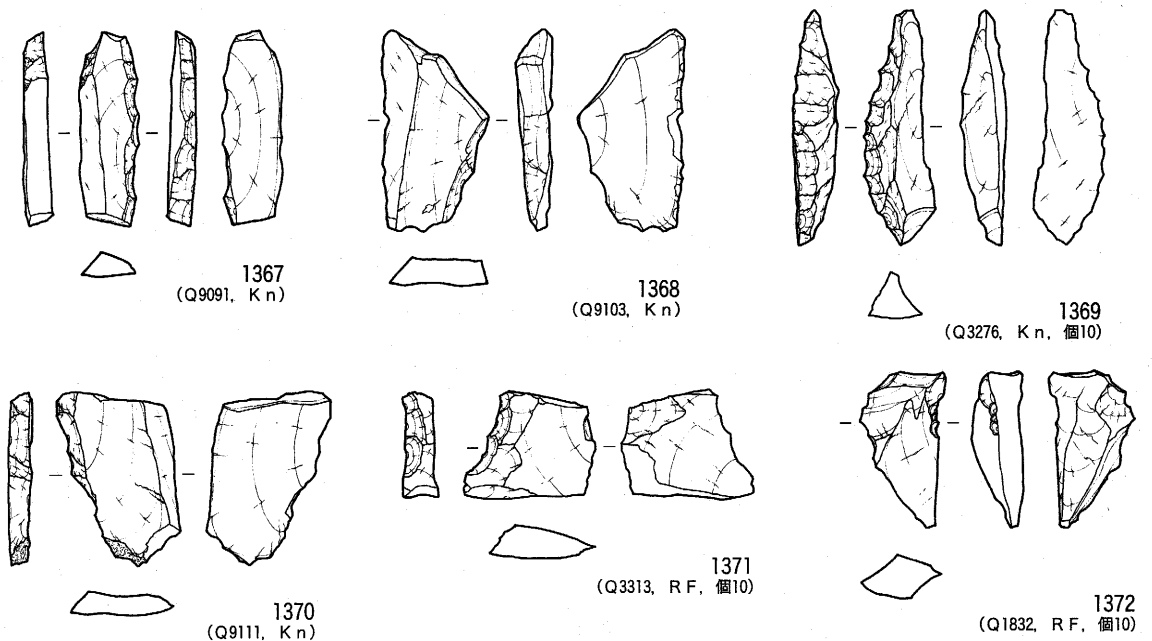 1367
(Q9091, Kn)
1368
(Q9103, Kn)
1369
(Q3276, Kn, 個10)
1370
(Q9111, Kn)
1371
(Q3313, RF, 個10)
1372
(Q1832, RF, 個10)